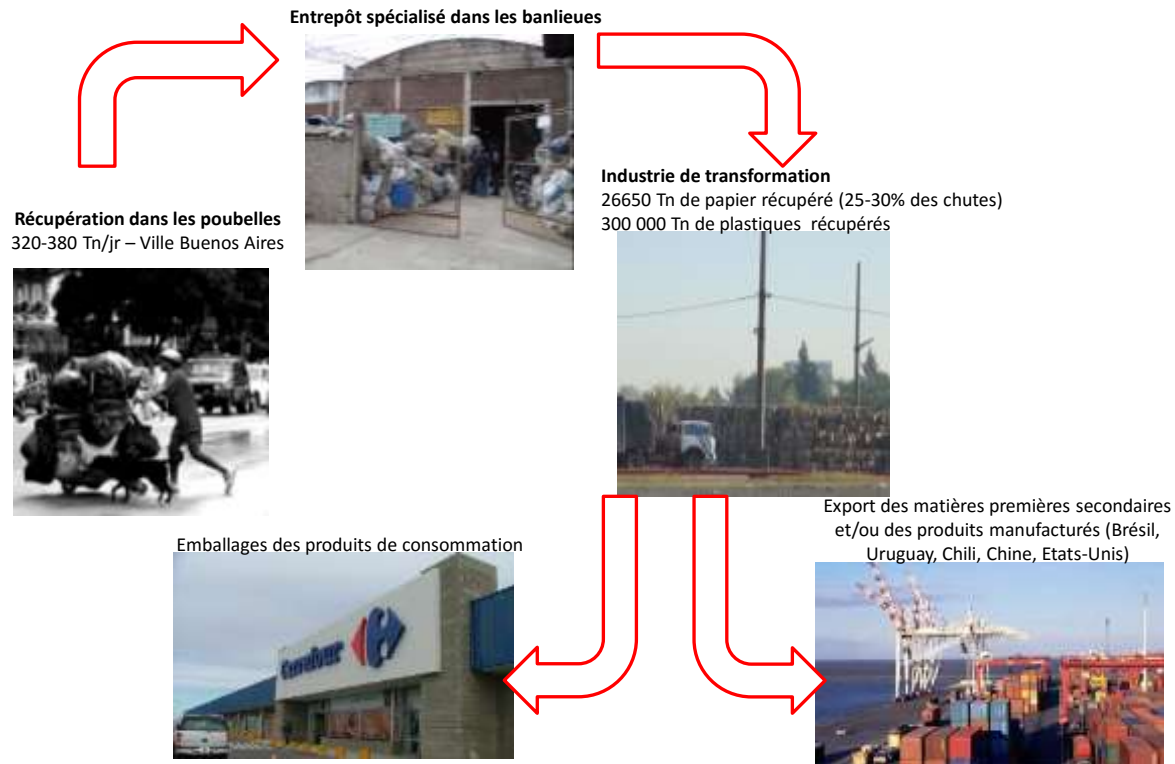 Entrepôt spécialisé dans les banlieues
Récupération dans les poubelles
320-380 Tn/jr – Ville Buenos Aires
Industrie de transformation
26650 Tn de papier récupéré (25-30% des chutes)
300 000 Tn de plastiques récupérés
Emballages des produits de consommation
Carrefour
Export des matières premières secondaires
et/ou des produits manufacturés (Brésil,
Uruguay, Chili, Chine, Etats-Unis)